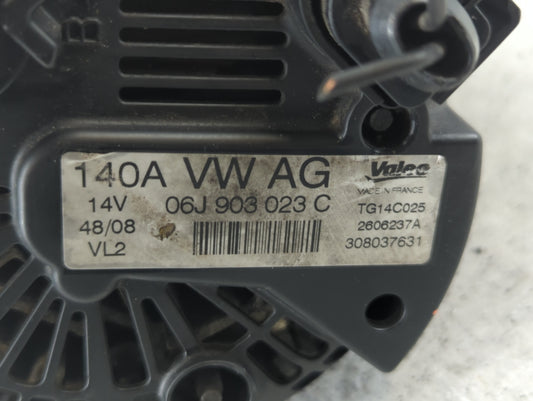 B
140A VW AG Valeo
MADE IN FRANCE
14V 06J 903 023 C TG14C025
48/08 2606237A
VL2 308037631